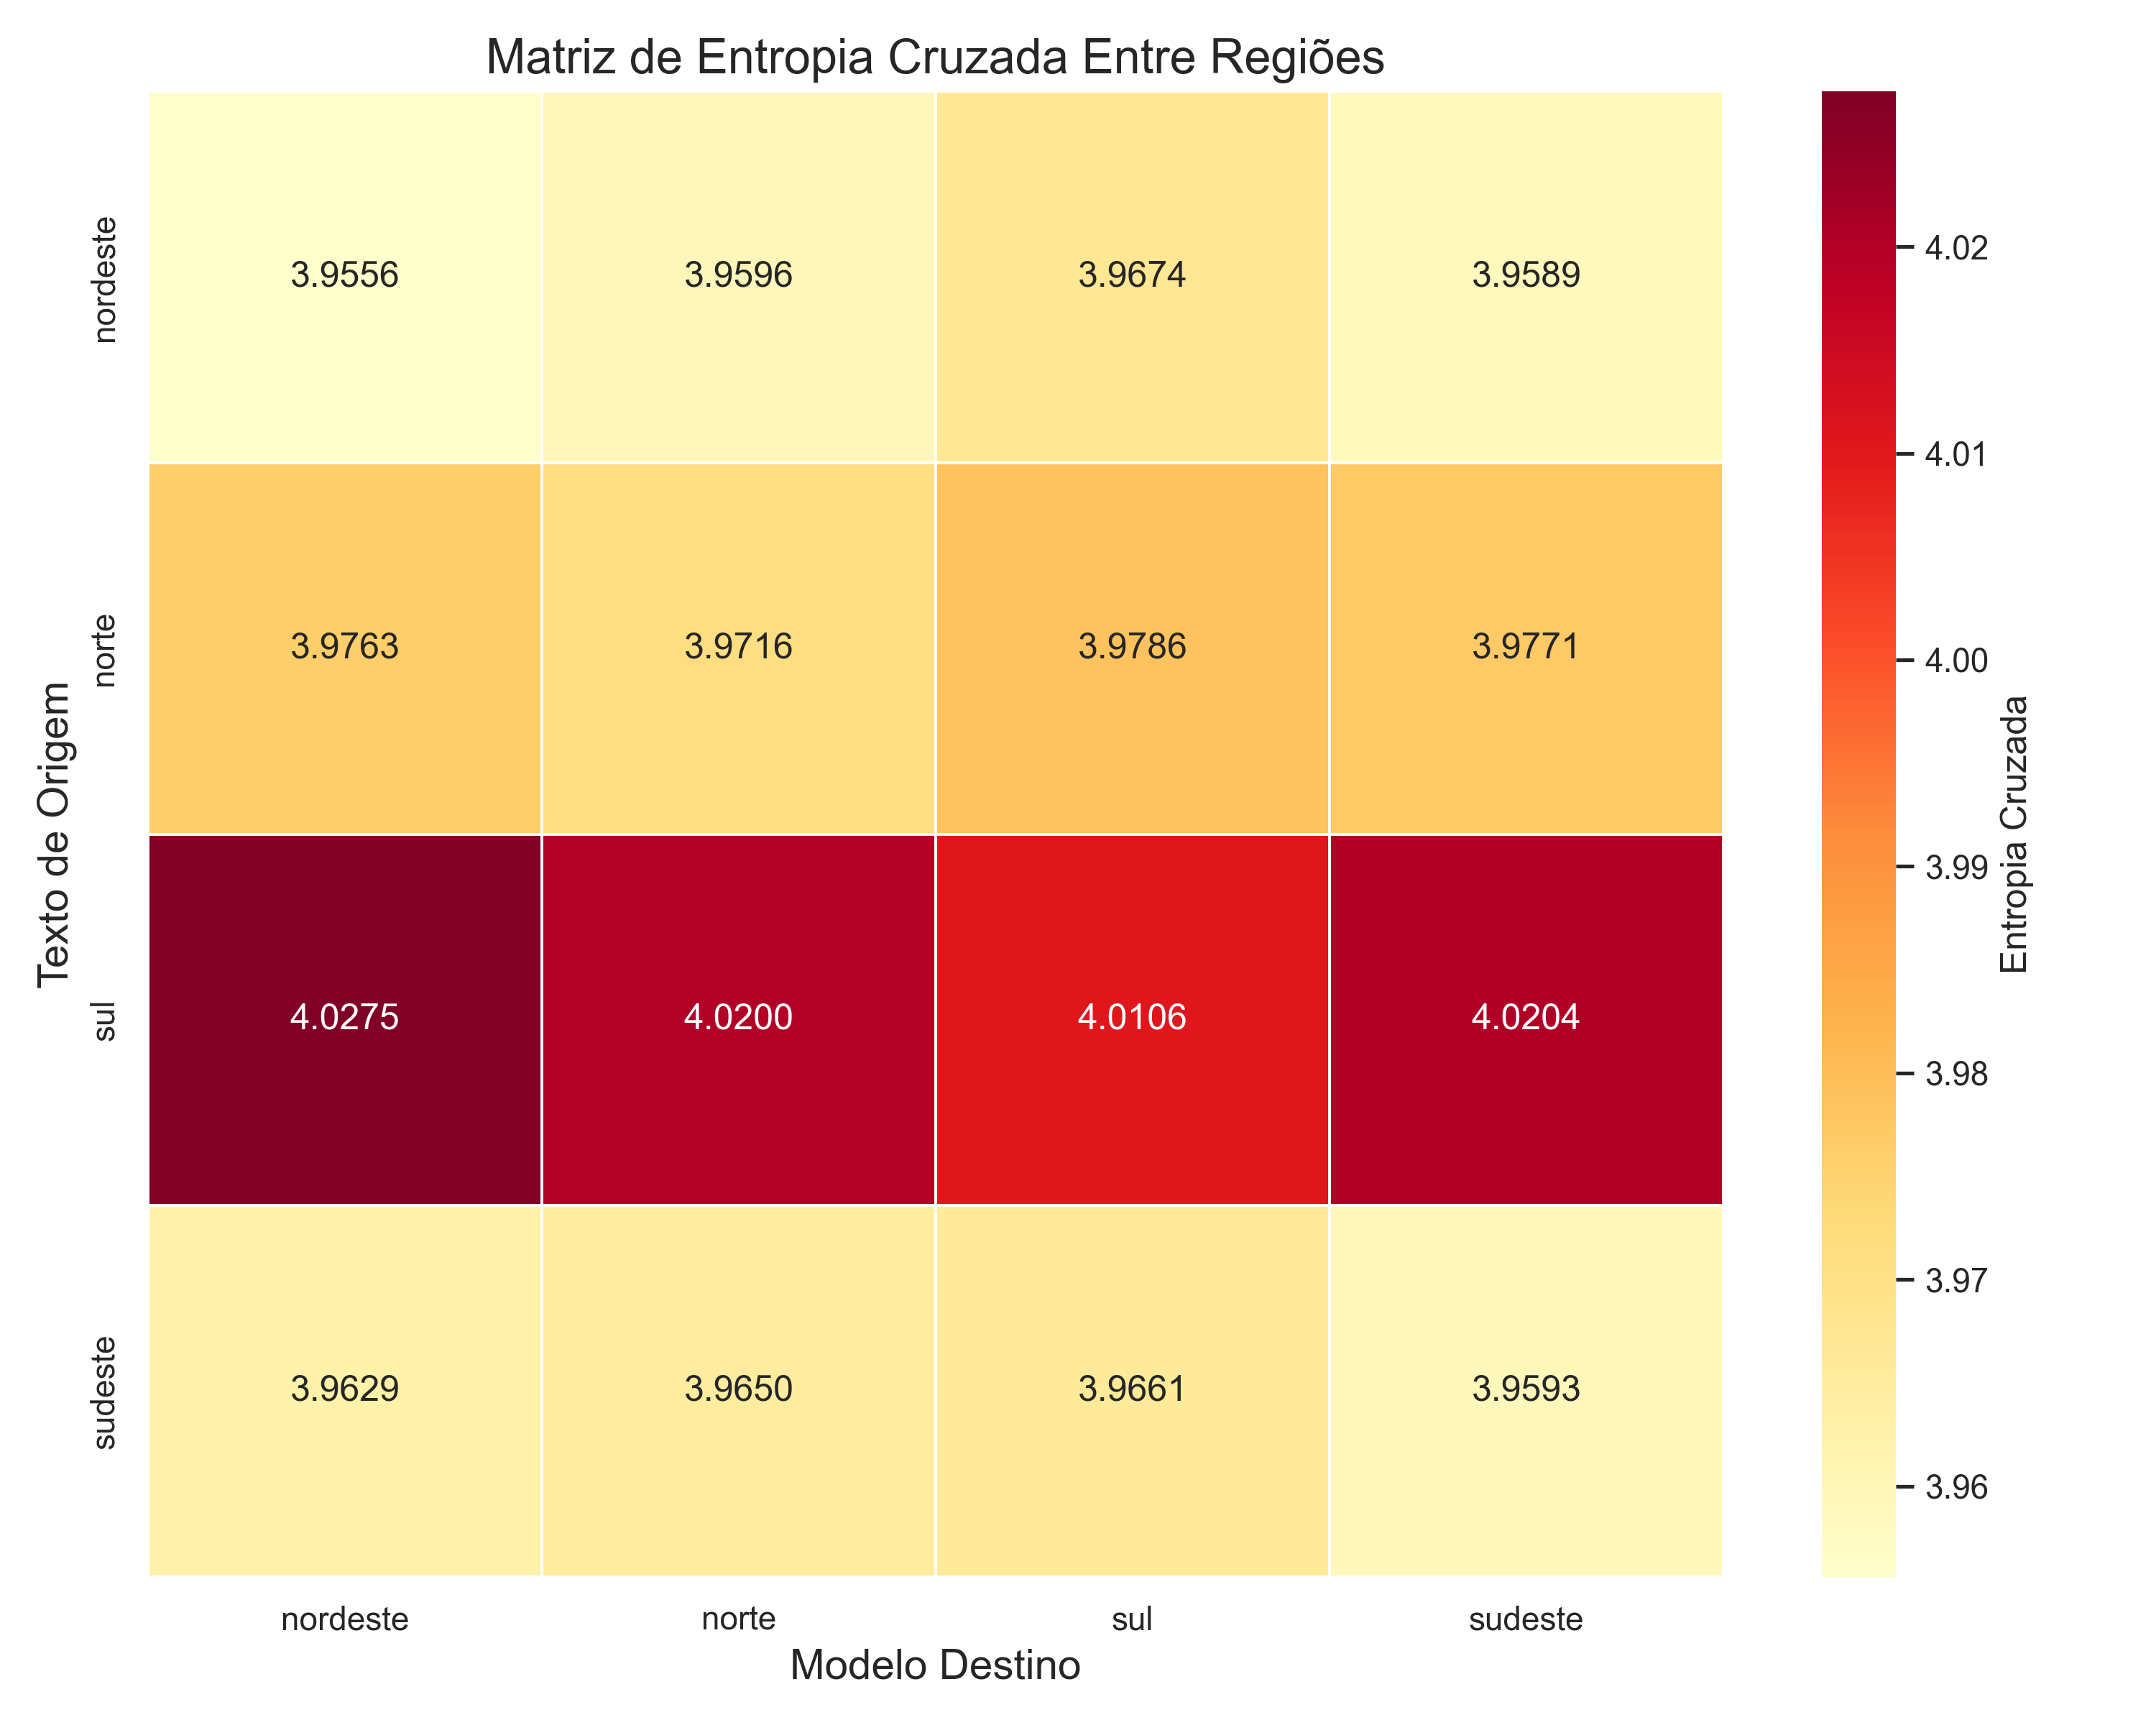 Matriz de Entropia Cruzada Entre Regiões
Texto de Origem
nordeste
3.9556 3.9596 3.9674 3.9589
norte
3.9763 3.9716 3.9786 3.9771
sul
4.0275 4.0200 4.0106 4.0204
sudeste
3.9629 3.9650 3.9661 3.9593
nordeste norte sul sudeste
Modelo Destino
4.02
4.01
4.00
3.99
3.98
3.97
3.96
Entropia Cruzada